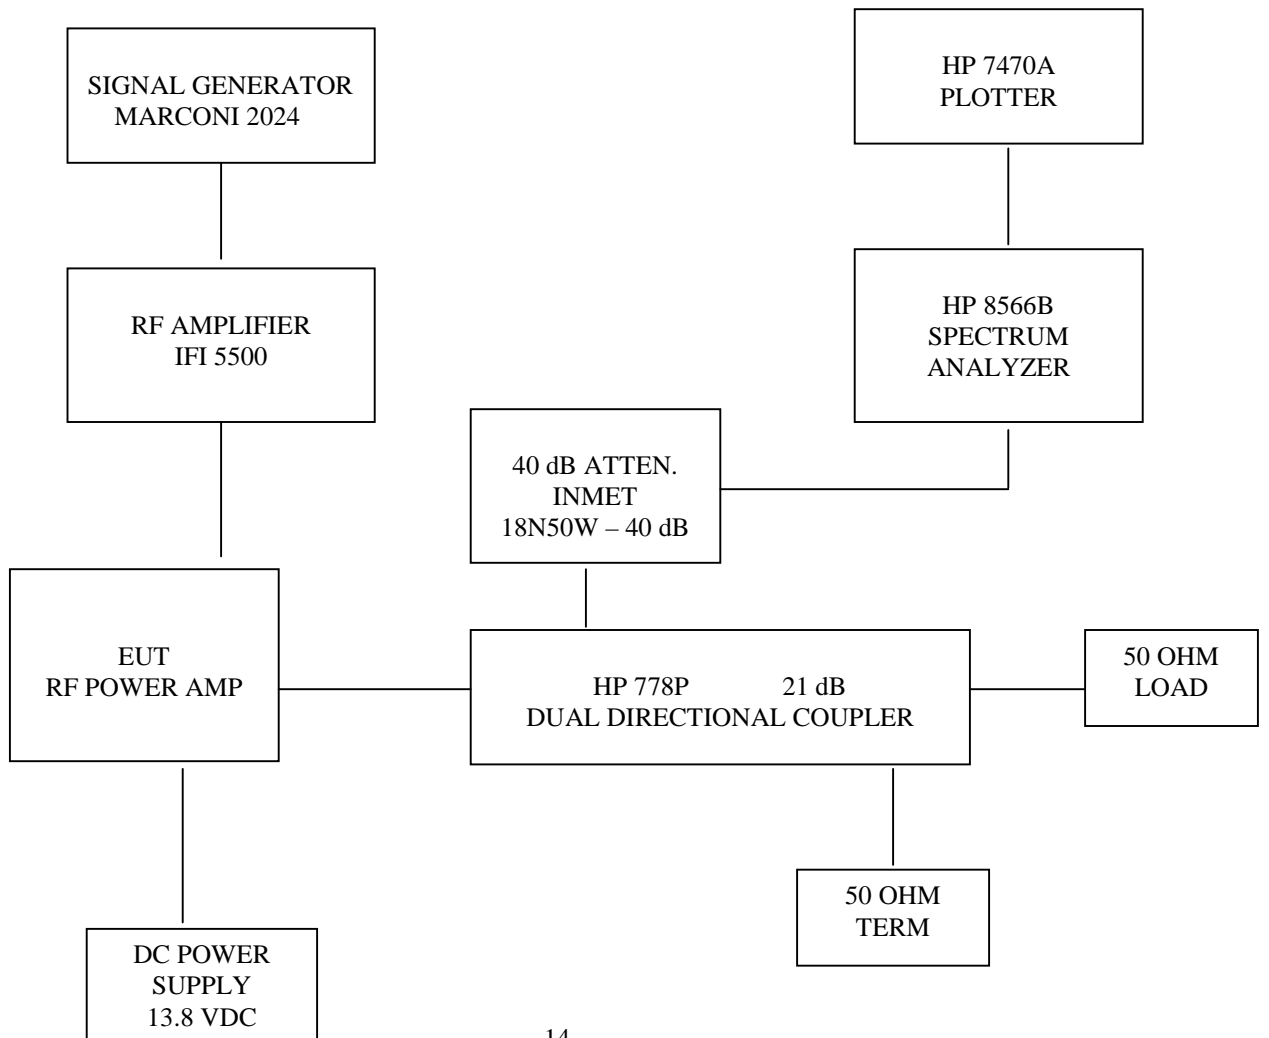 SIGNAL GENERATOR
MARCONI 2024
HP 7470A
PLOTTER
RF AMPLIFIER
IFI 5500
HP 8566B
SPECTRUM
ANALYZER
40 dB ATTEN.
INMET
18N50W – 40 dB
EUT
RF POWER AMP
HP 778P 21 dB
DUAL DIRECTIONAL COUPLER
50 OHM
LOAD
50 OHM
TERM
DC POWER
SUPPLY
13.8 VDC
14